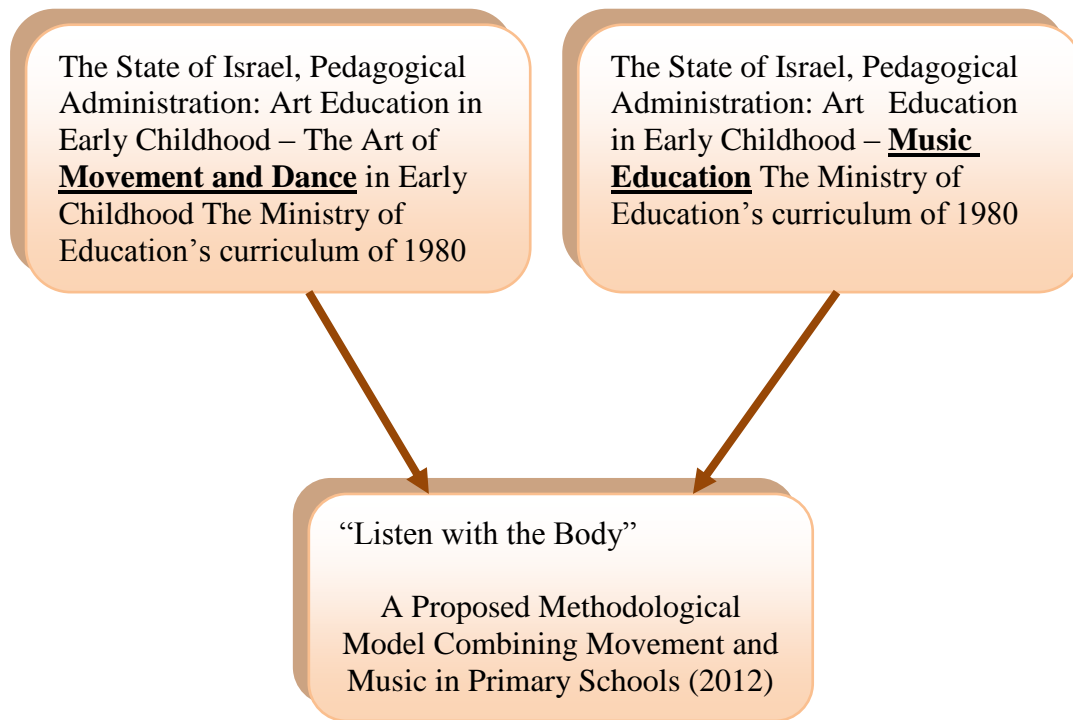 The State of Israel, Pedagogical
Administration: Art Education in
Early Childhood – The Art of
Movement and Dance in Early
Childhood The Ministry of
Education’s curriculum of 1980
The State of Israel, Pedagogical
Administration: Art Education
in Early Childhood – Music
Education The Ministry of
Education’s curriculum of 1980
“Listen with the Body”
A Proposed Methodological
Model Combining Movement and
Music in Primary Schools (2012)